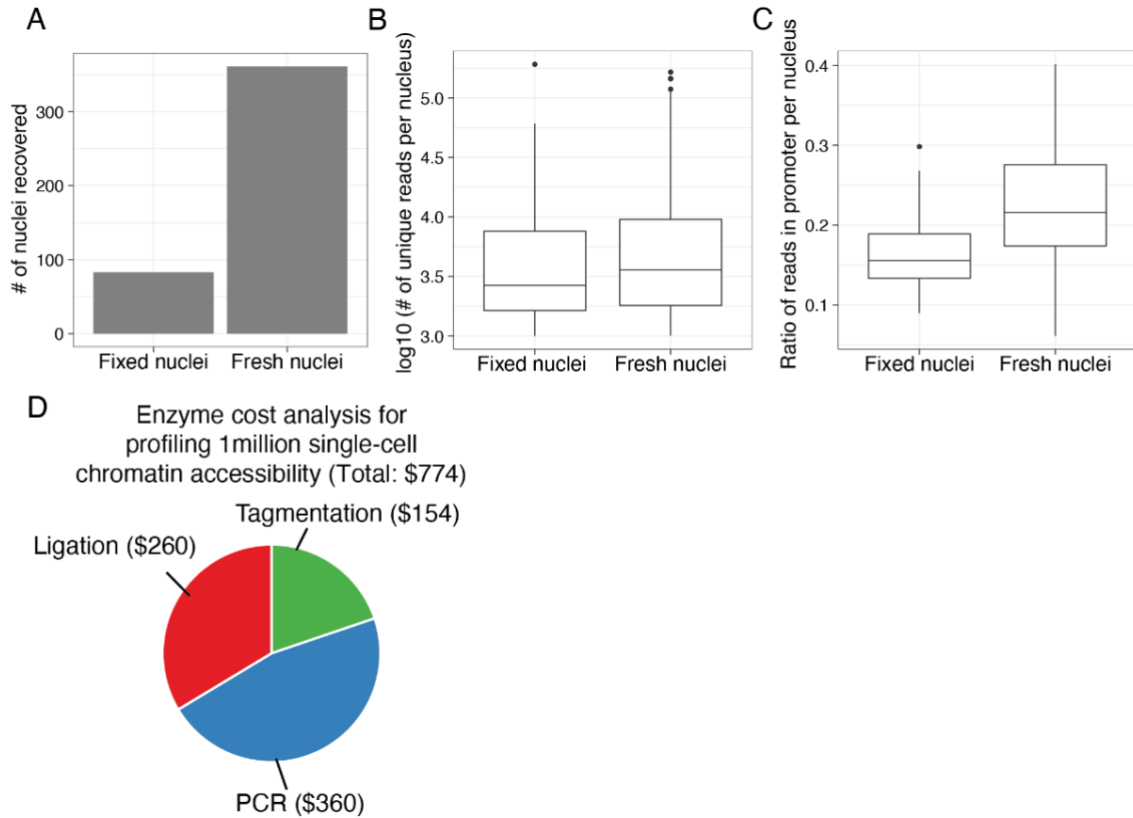 A
# of nuclei recovered
300
200
100
0
Fixed nuclei Fresh nuclei
B
log10 (# of unique reads per nucleus)
5.0
4.5
4.0
3.5
3.0
Fixed nuclei Fresh nuclei
C
Ratio of reads in promoter per nucleus
0.4
0.3
0.2
0.1
Fixed nuclei Fresh nuclei
D
Enzyme cost analysis for
profiling 1million single-cell
chromatin accessibility (Total: $774)
Tagmentation ($154)
Ligation ($260)
PCR ($360)